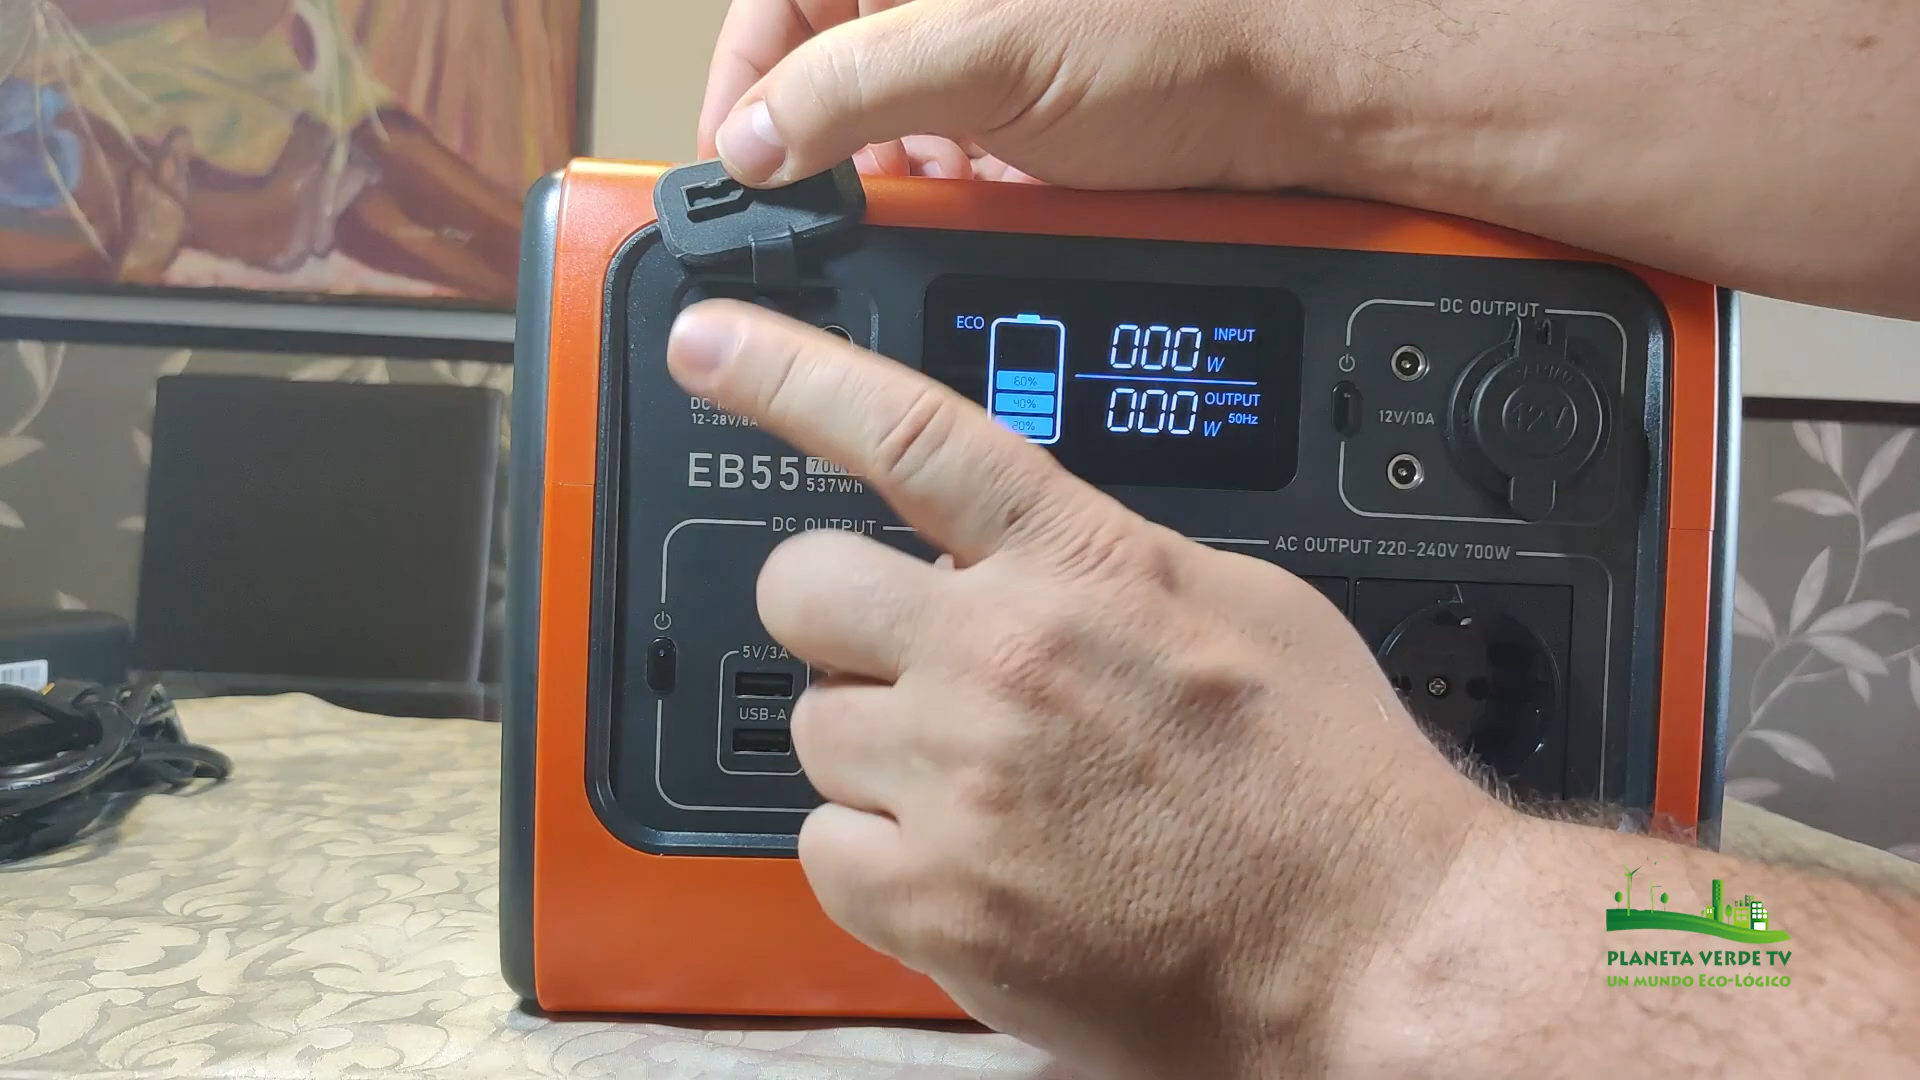 ECO
60%
40%
20%
000 W INPUT
000 W OUTPUT
50Hz
DC OUTPUT
12V/10A
12V
DC
12-28V/8A
EB55
700
537Wh
DC OUTPUT
5V/3A
USB-A
AC OUTPUT 220-240V 700W
PLANETA VERDE TV
UN MUNDO ECO-LÓGICO